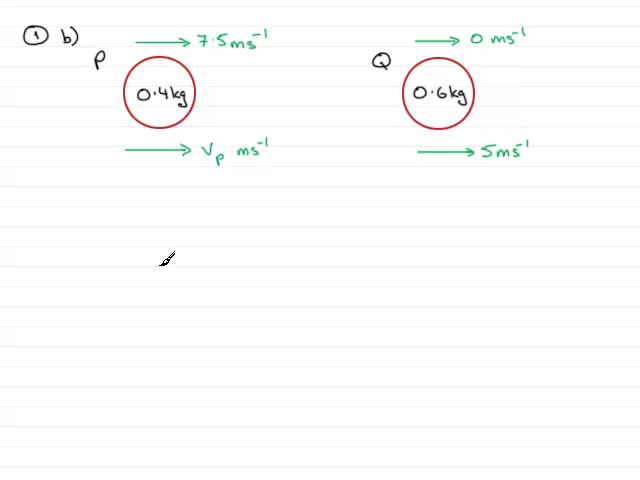 ① b)
P → 7.5ms⁻¹
0.4kg
→ Vₚ ms⁻¹
Q → 0 ms⁻¹
0.6kg
→ 5ms⁻¹